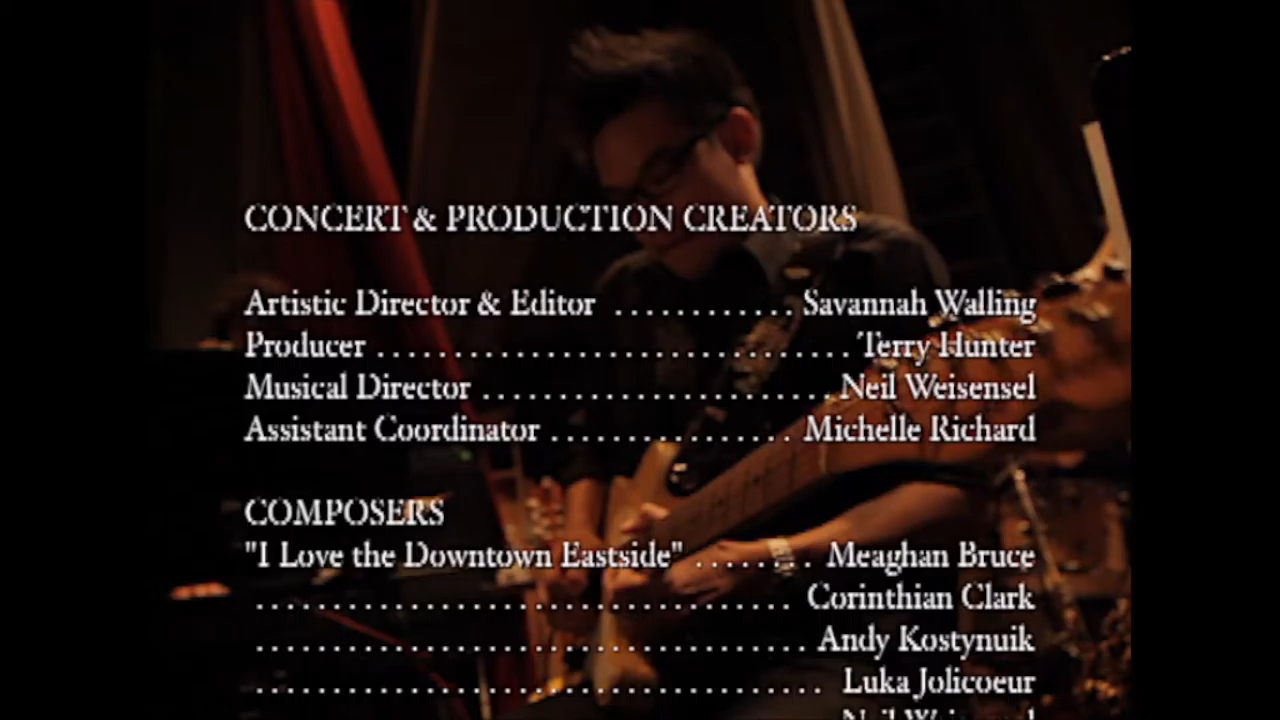 CONCERT & PRODUCTION CREATORS
Artistic Director & Editor ............. Savannah Walling
Producer ............................... Terry Hunter
Musical Director ........................... Neil Weisensel
Assistant Coordinator ................ Michelle Richard
COMPOSERS
"I Love the Downtown Eastside" ........ Meaghan Bruce
................................... Corinthian Clark
.................................... Andy Kostynuik
..................................... Luka Jolicoeur